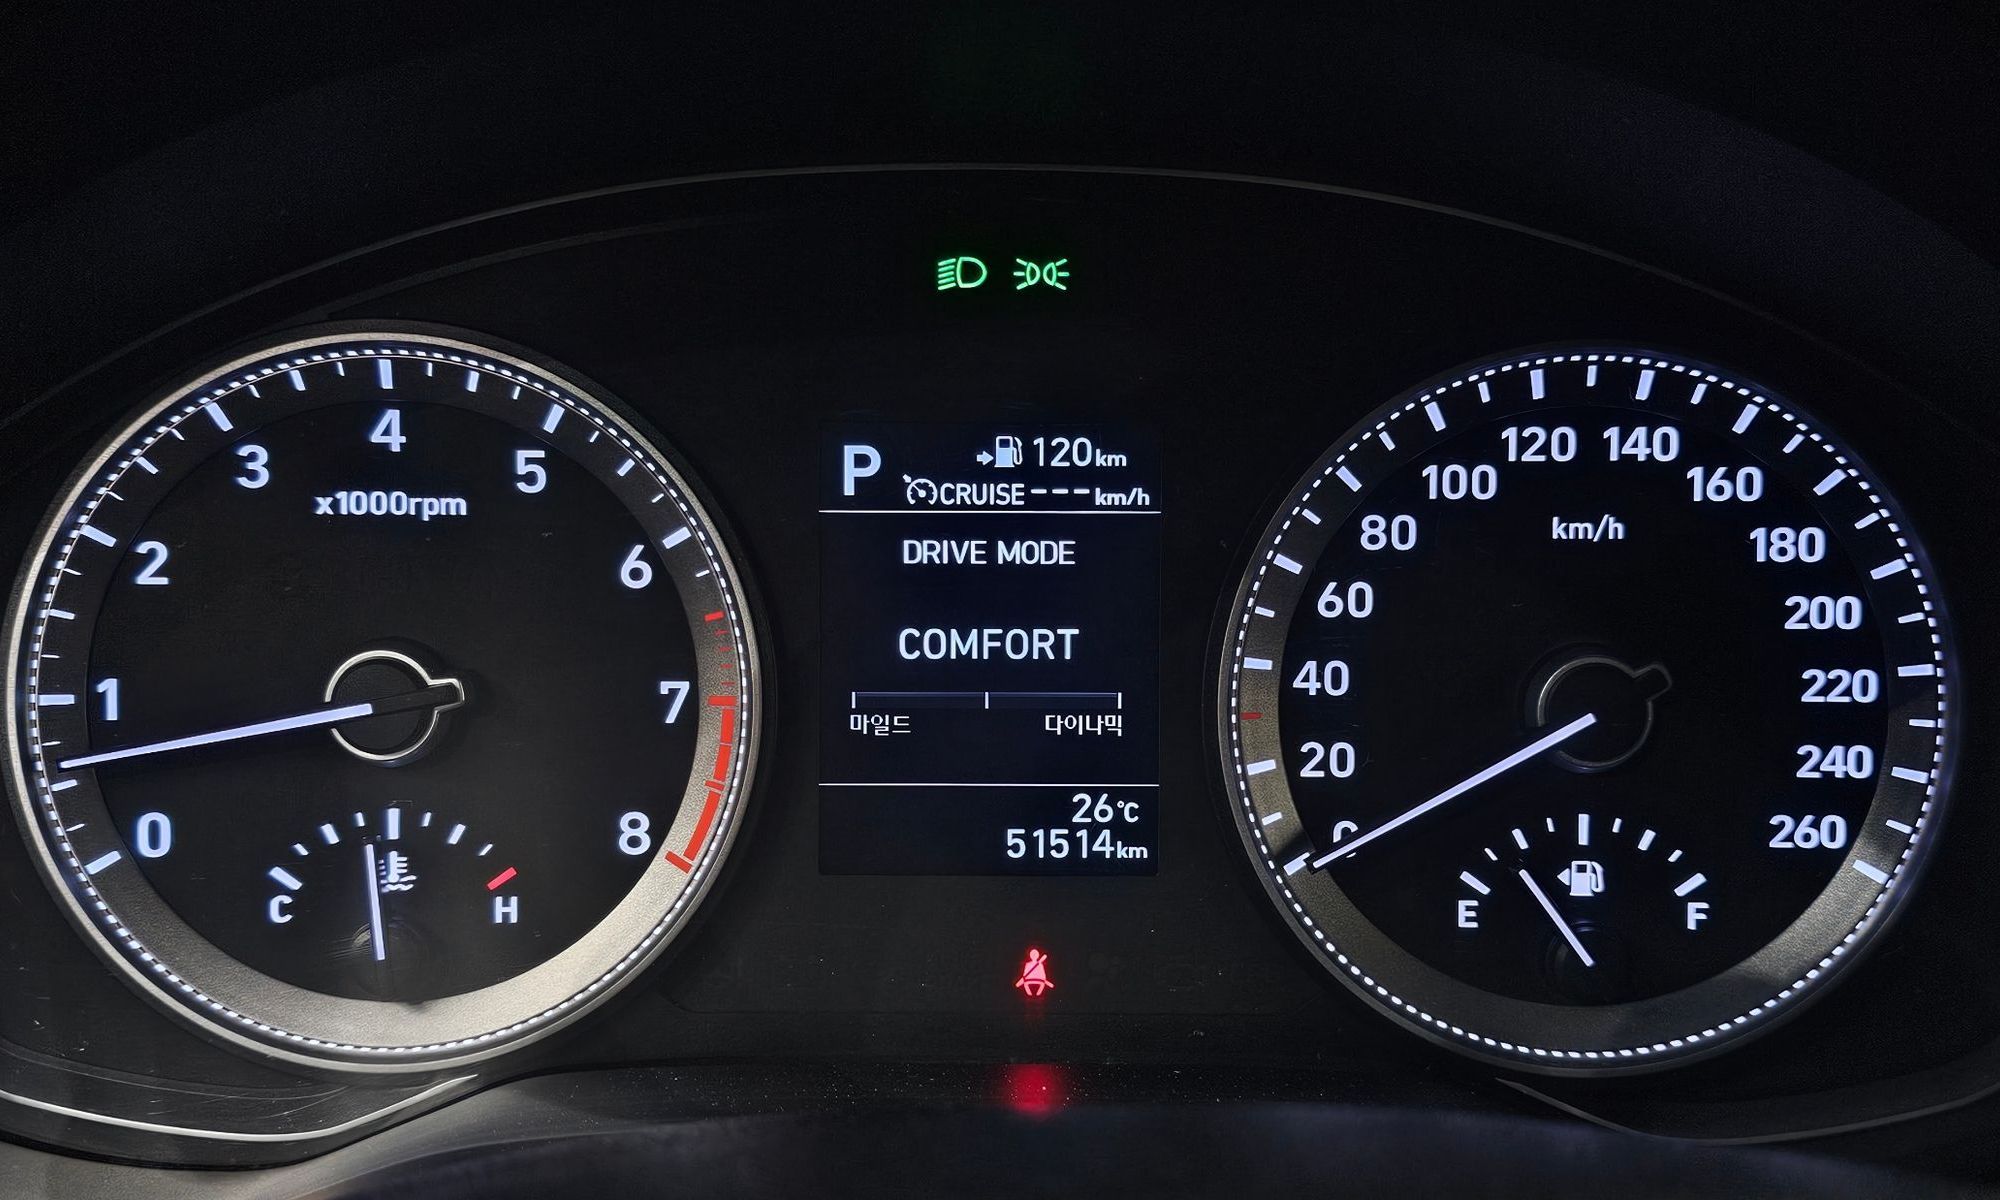 0
1
2
3
4
5
6
7
8
x1000rpm
C
H
P
120km
CRUISE ---km/h
DRIVE MODE
COMFORT
마일드 다이나믹
26℃
51514km
0
20
40
60
80
100
120
140
160
180
200
220
240
260
km/h
E
F